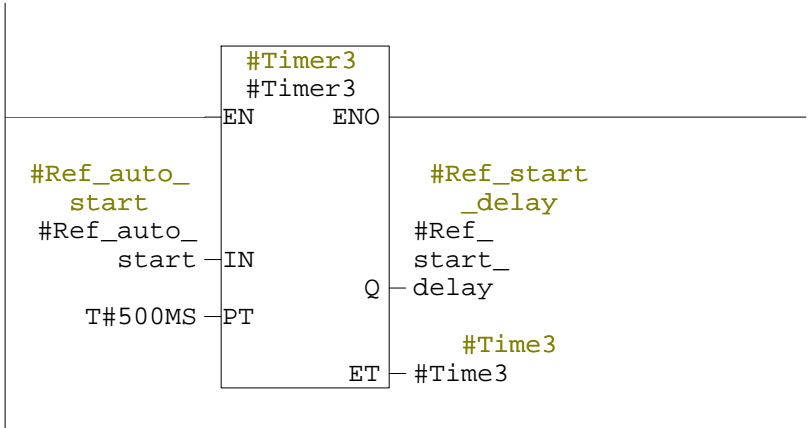 #Timer3
#Timer3
EN ENO
#Ref_auto_
start
#Ref_auto_
start
IN
T#500MS
PT
#Ref_start
_delay
#Ref_
start_
Q delay
#Time3
ET #Time3